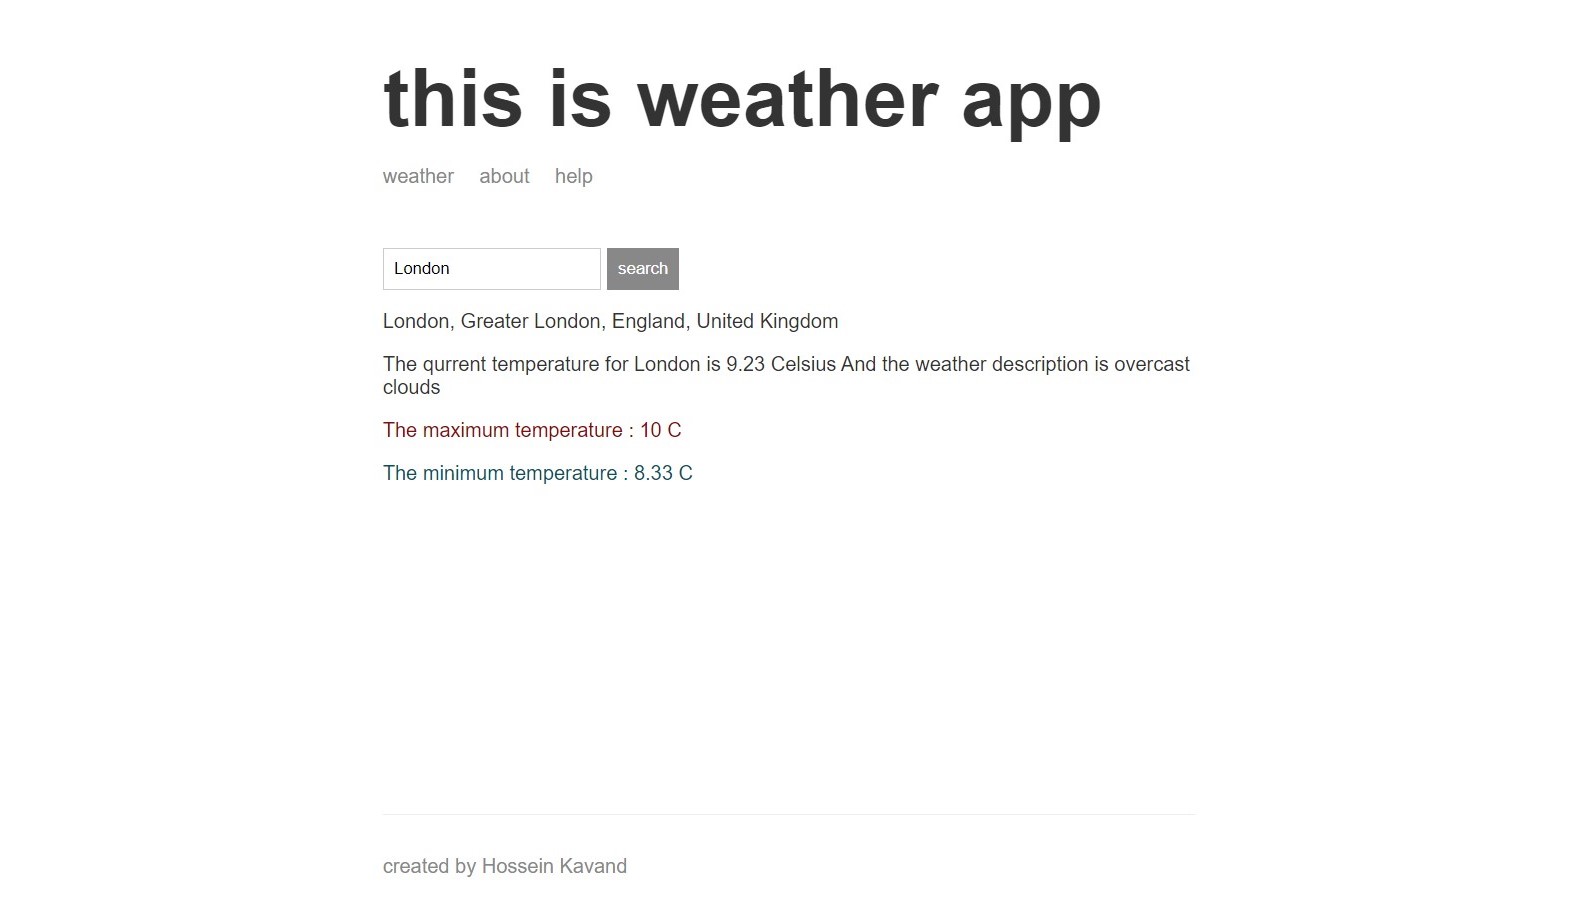 this is weather app
weather about help
London search
London, Greater London, England, United Kingdom
The qurrent temperature for London is 9.23 Celsius And the weather description is overcast
clouds
The maximum temperature : 10 C
The minimum temperature : 8.33 C
created by Hossein Kavand